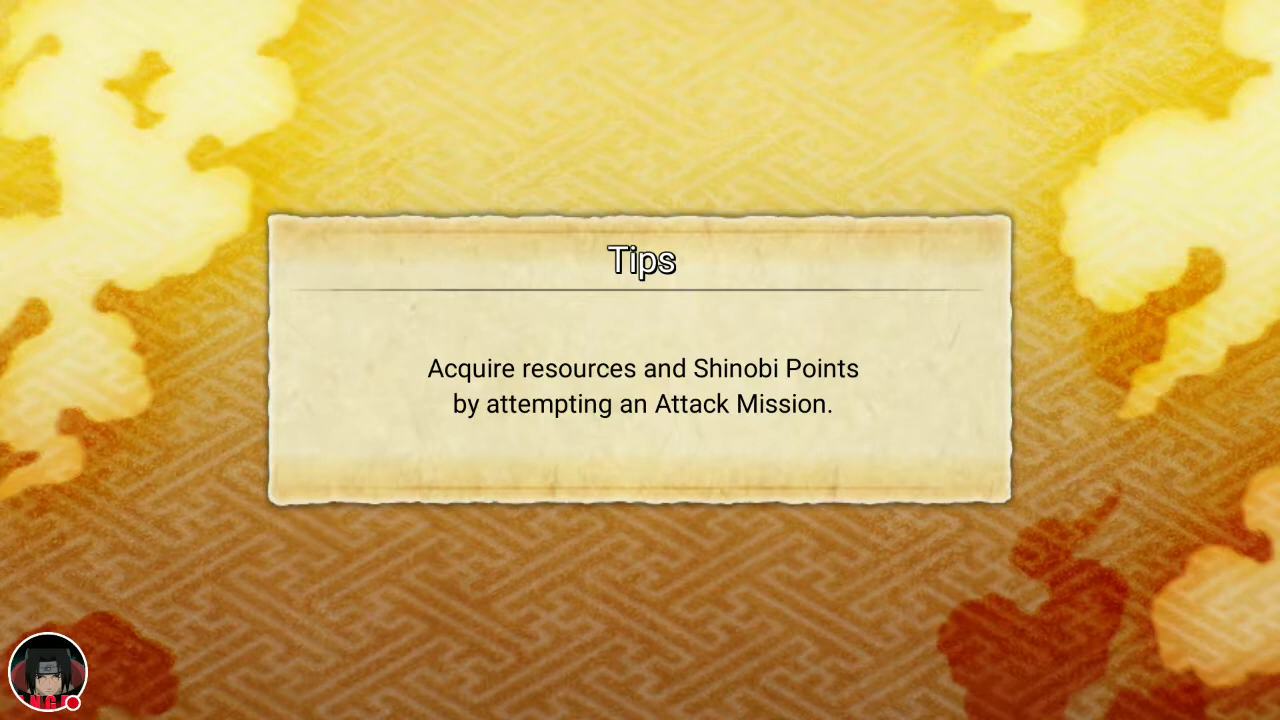 Tips
Acquire resources and Shinobi Points
by attempting an Attack Mission.